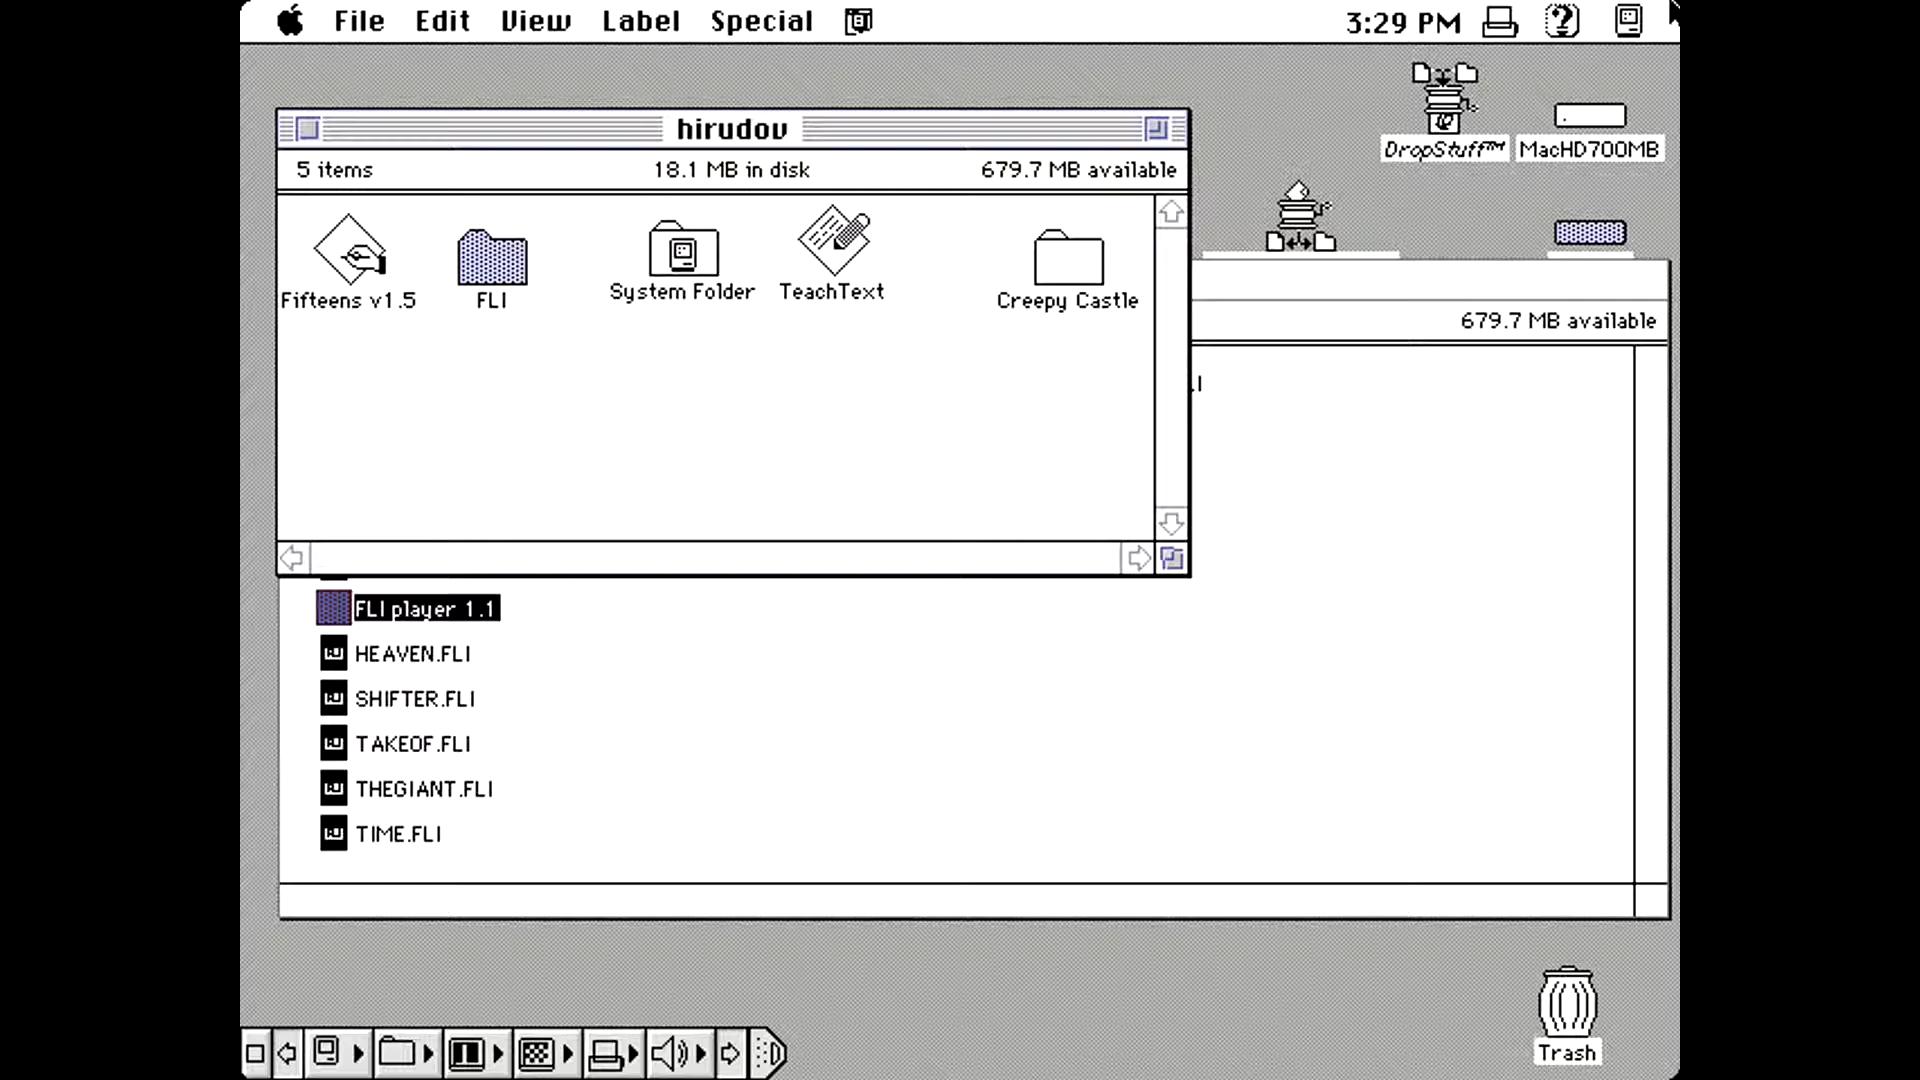 File Edit View Label Special 3:29 PM
DropStuff™ MacHD700MB
hirudov
5 items 18.1 MB in disk 679.7 MB available
Fifteens v1.5 FLI System Folder TeachText Creepy Castle
679.7 MB available
FLI player 1.1
HEAVEN.FLI
SHIFTER.FLI
TAKEOF.FLI
THEGIANT.FLI
TIME.FLI
Trash